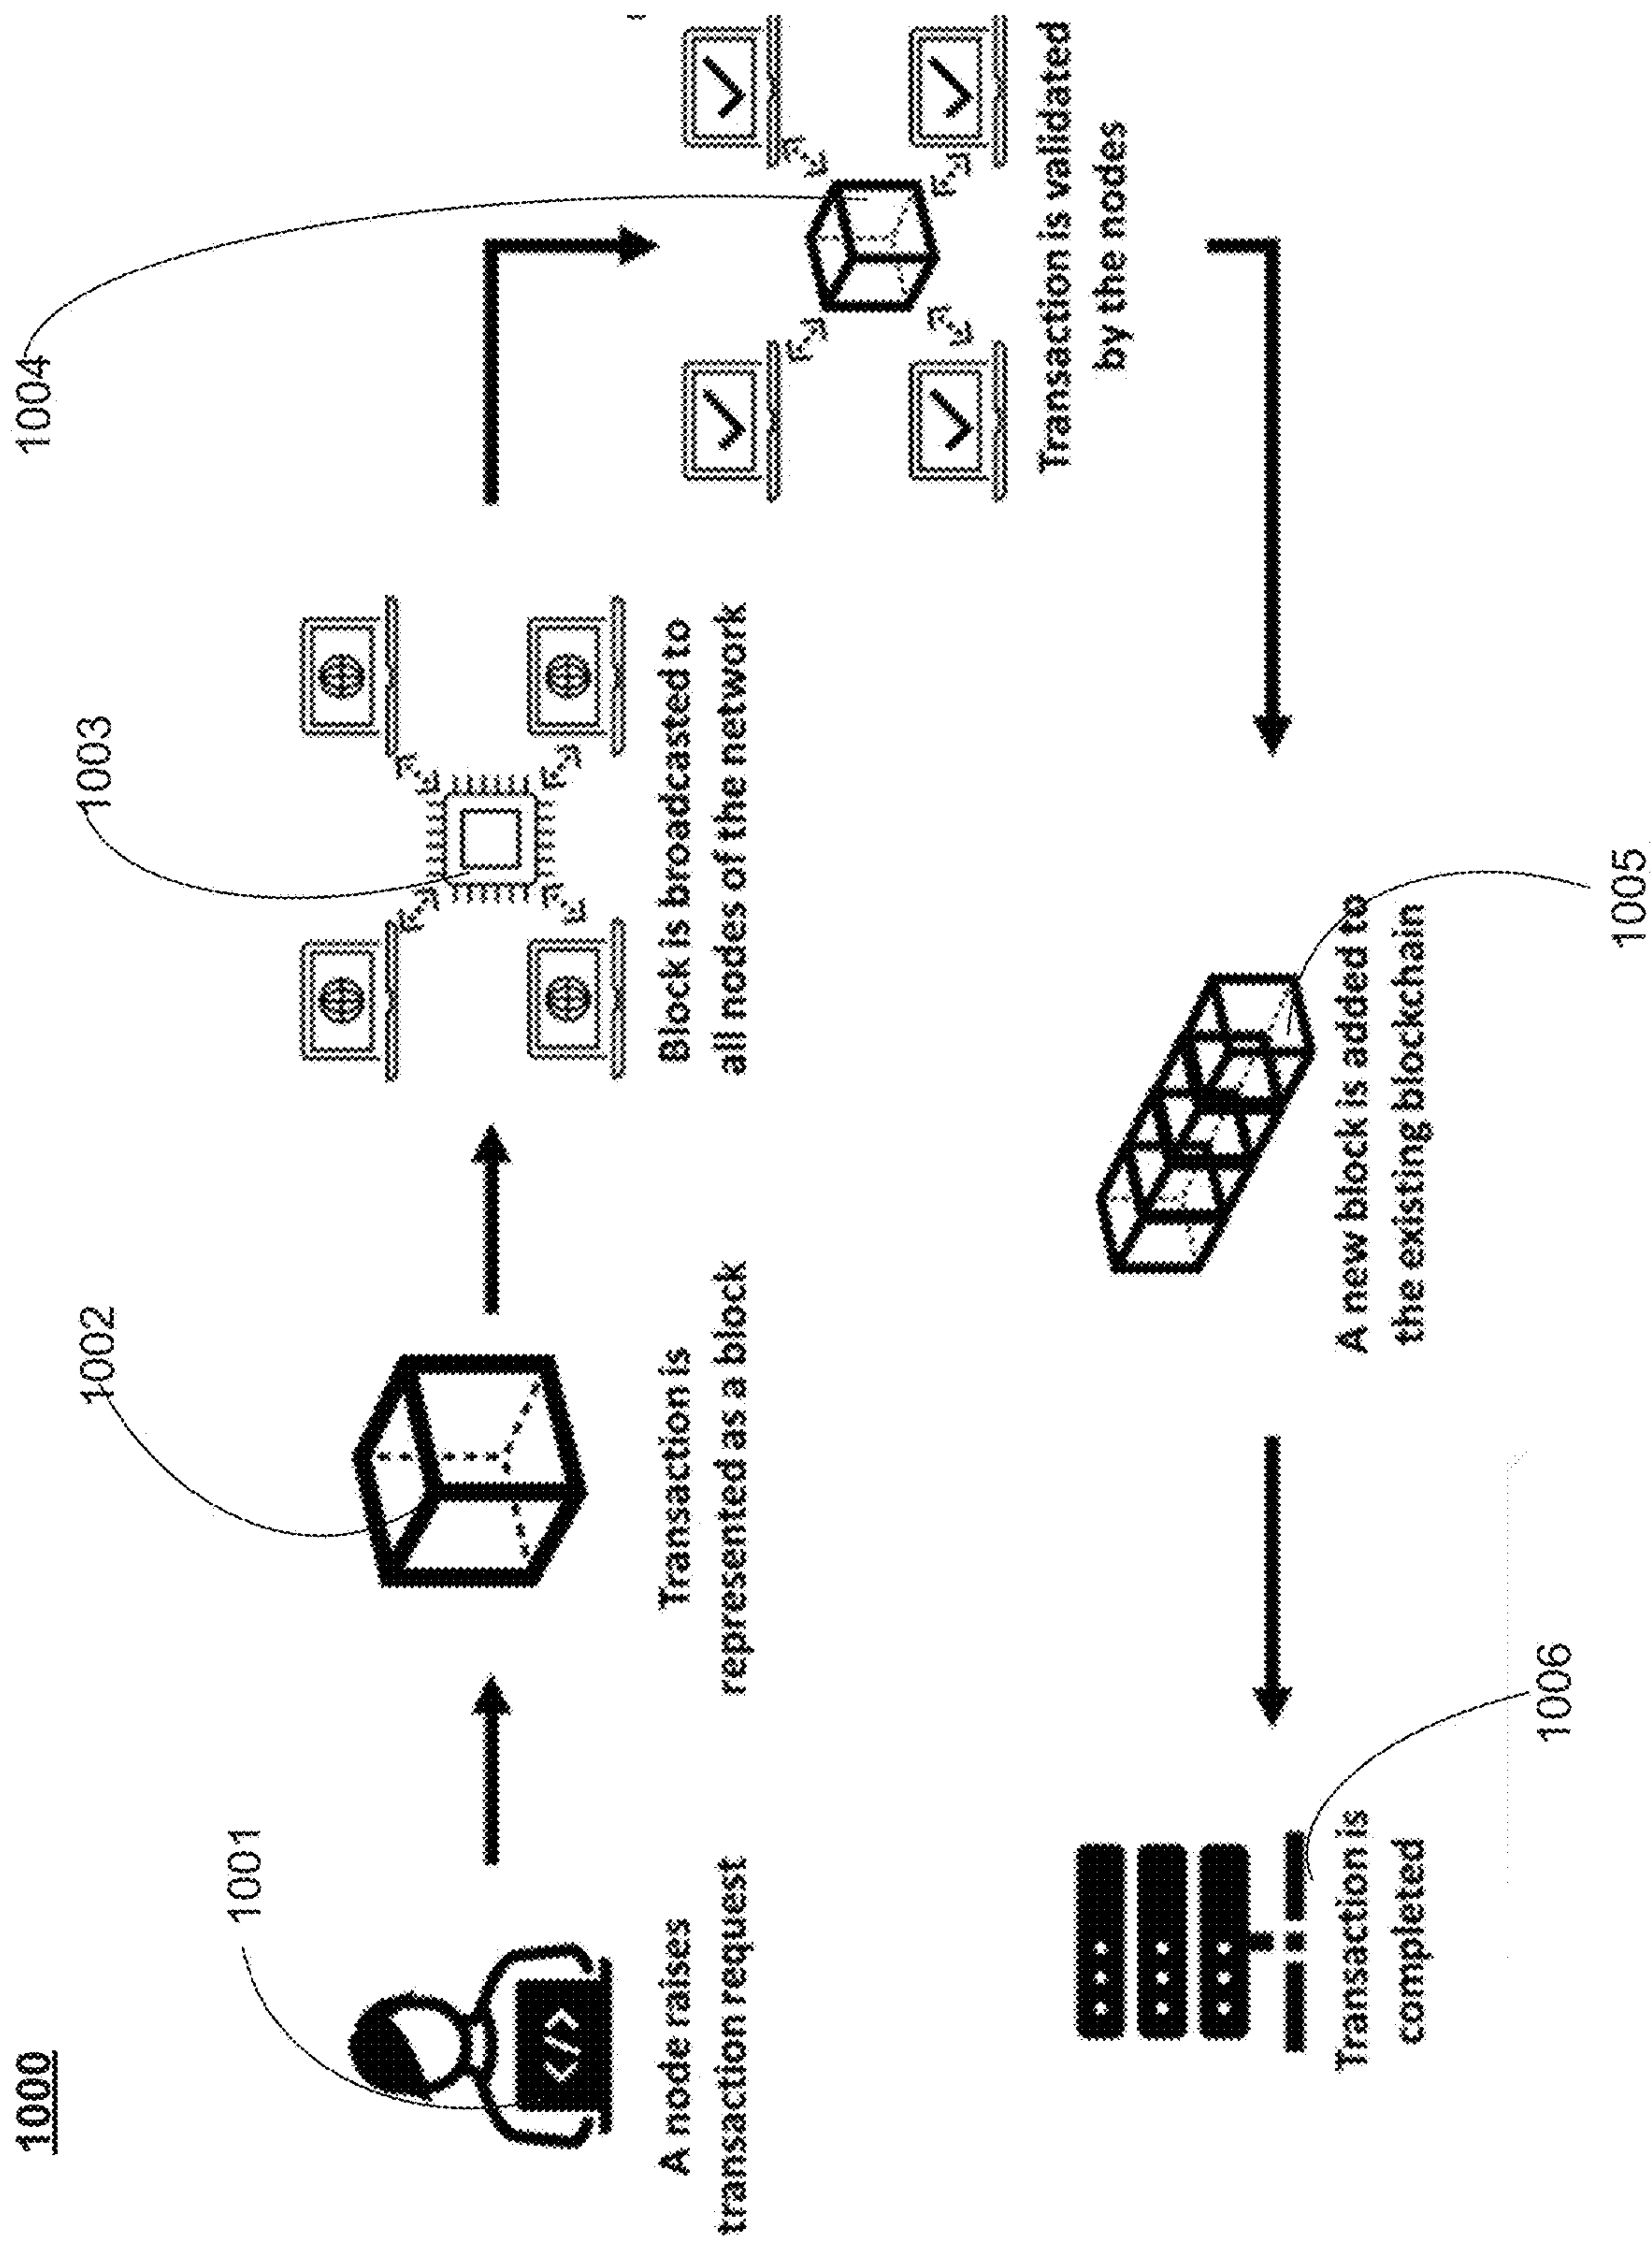 1000
1001
A node raises
transaction request
1002
Transaction is
represented as a block
1003
Block is broadcasted to
all nodes of the network
1004
Transaction is validated
by the nodes
1005
A new block is added to
the existing blockchain
1006
Transaction is
completed